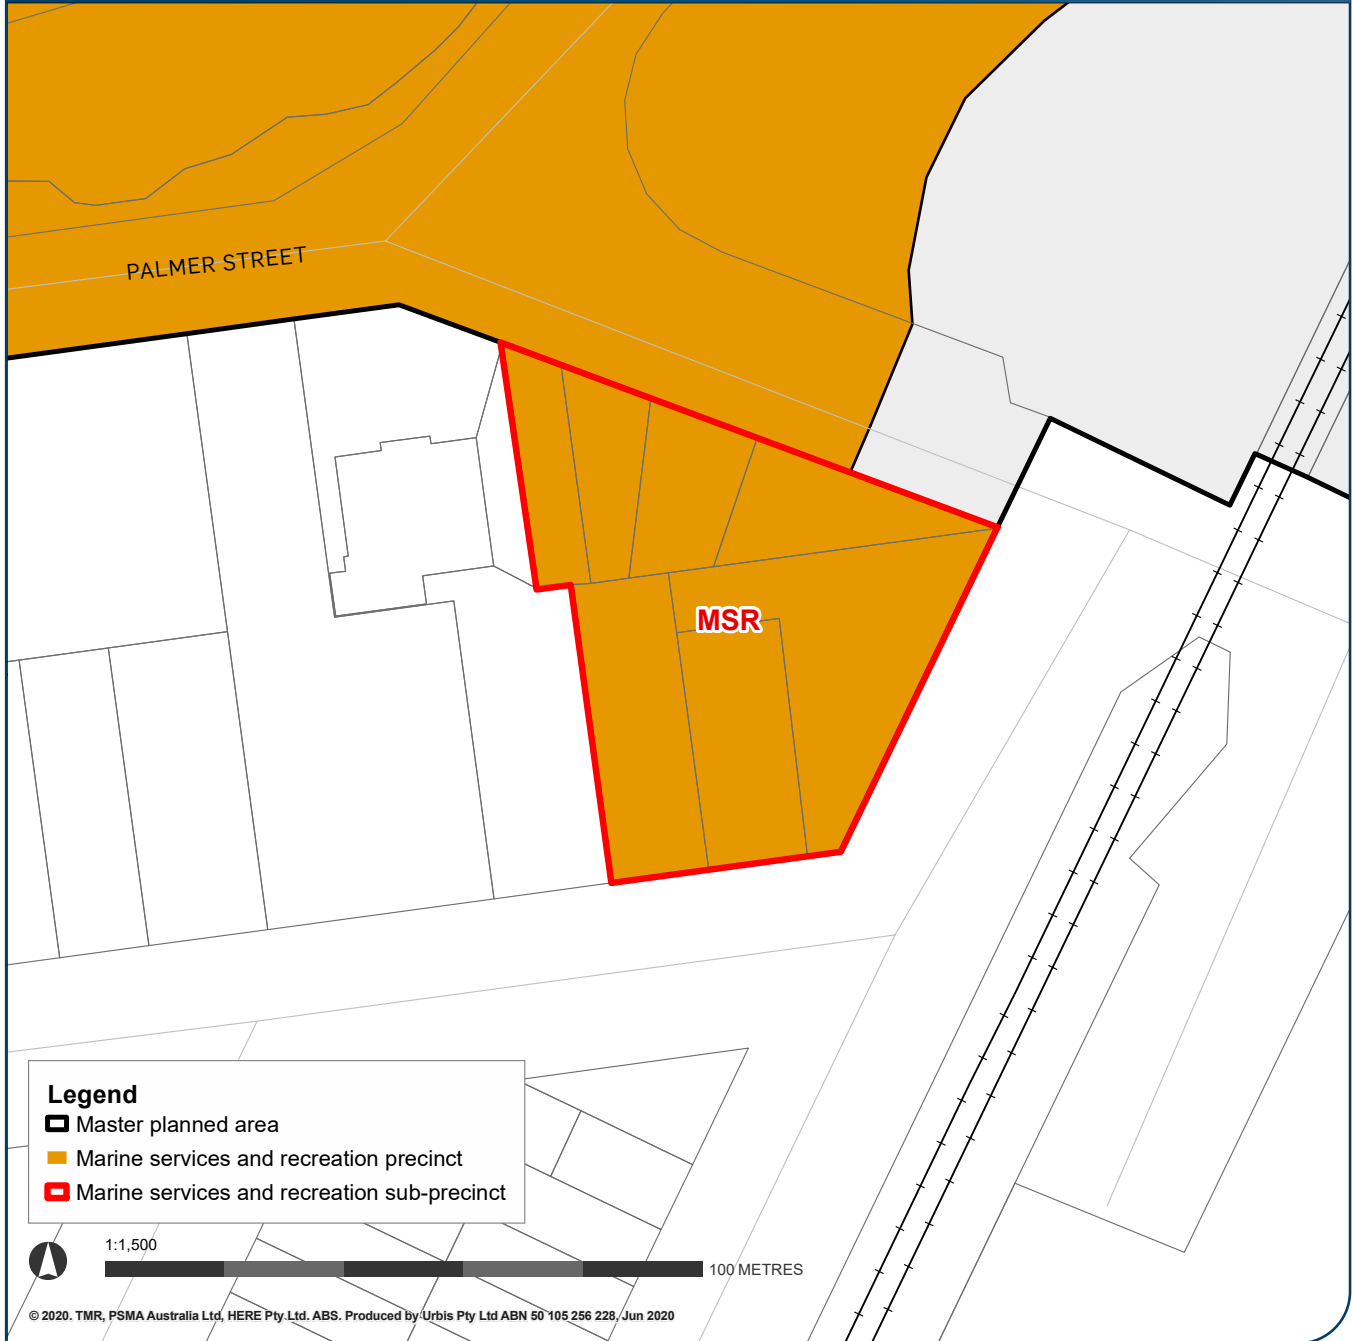 PALMER STREET
MSR
Legend
Master planned area
Marine services and recreation precinct
Marine services and recreation sub-precinct
1:1,500
100 METRES
© 2020. TMR, PSMA Australia Ltd, HERE Pty Ltd. ABS. Produced by Urbis Pty Ltd ABN 50 105 256 228, Jun 2020